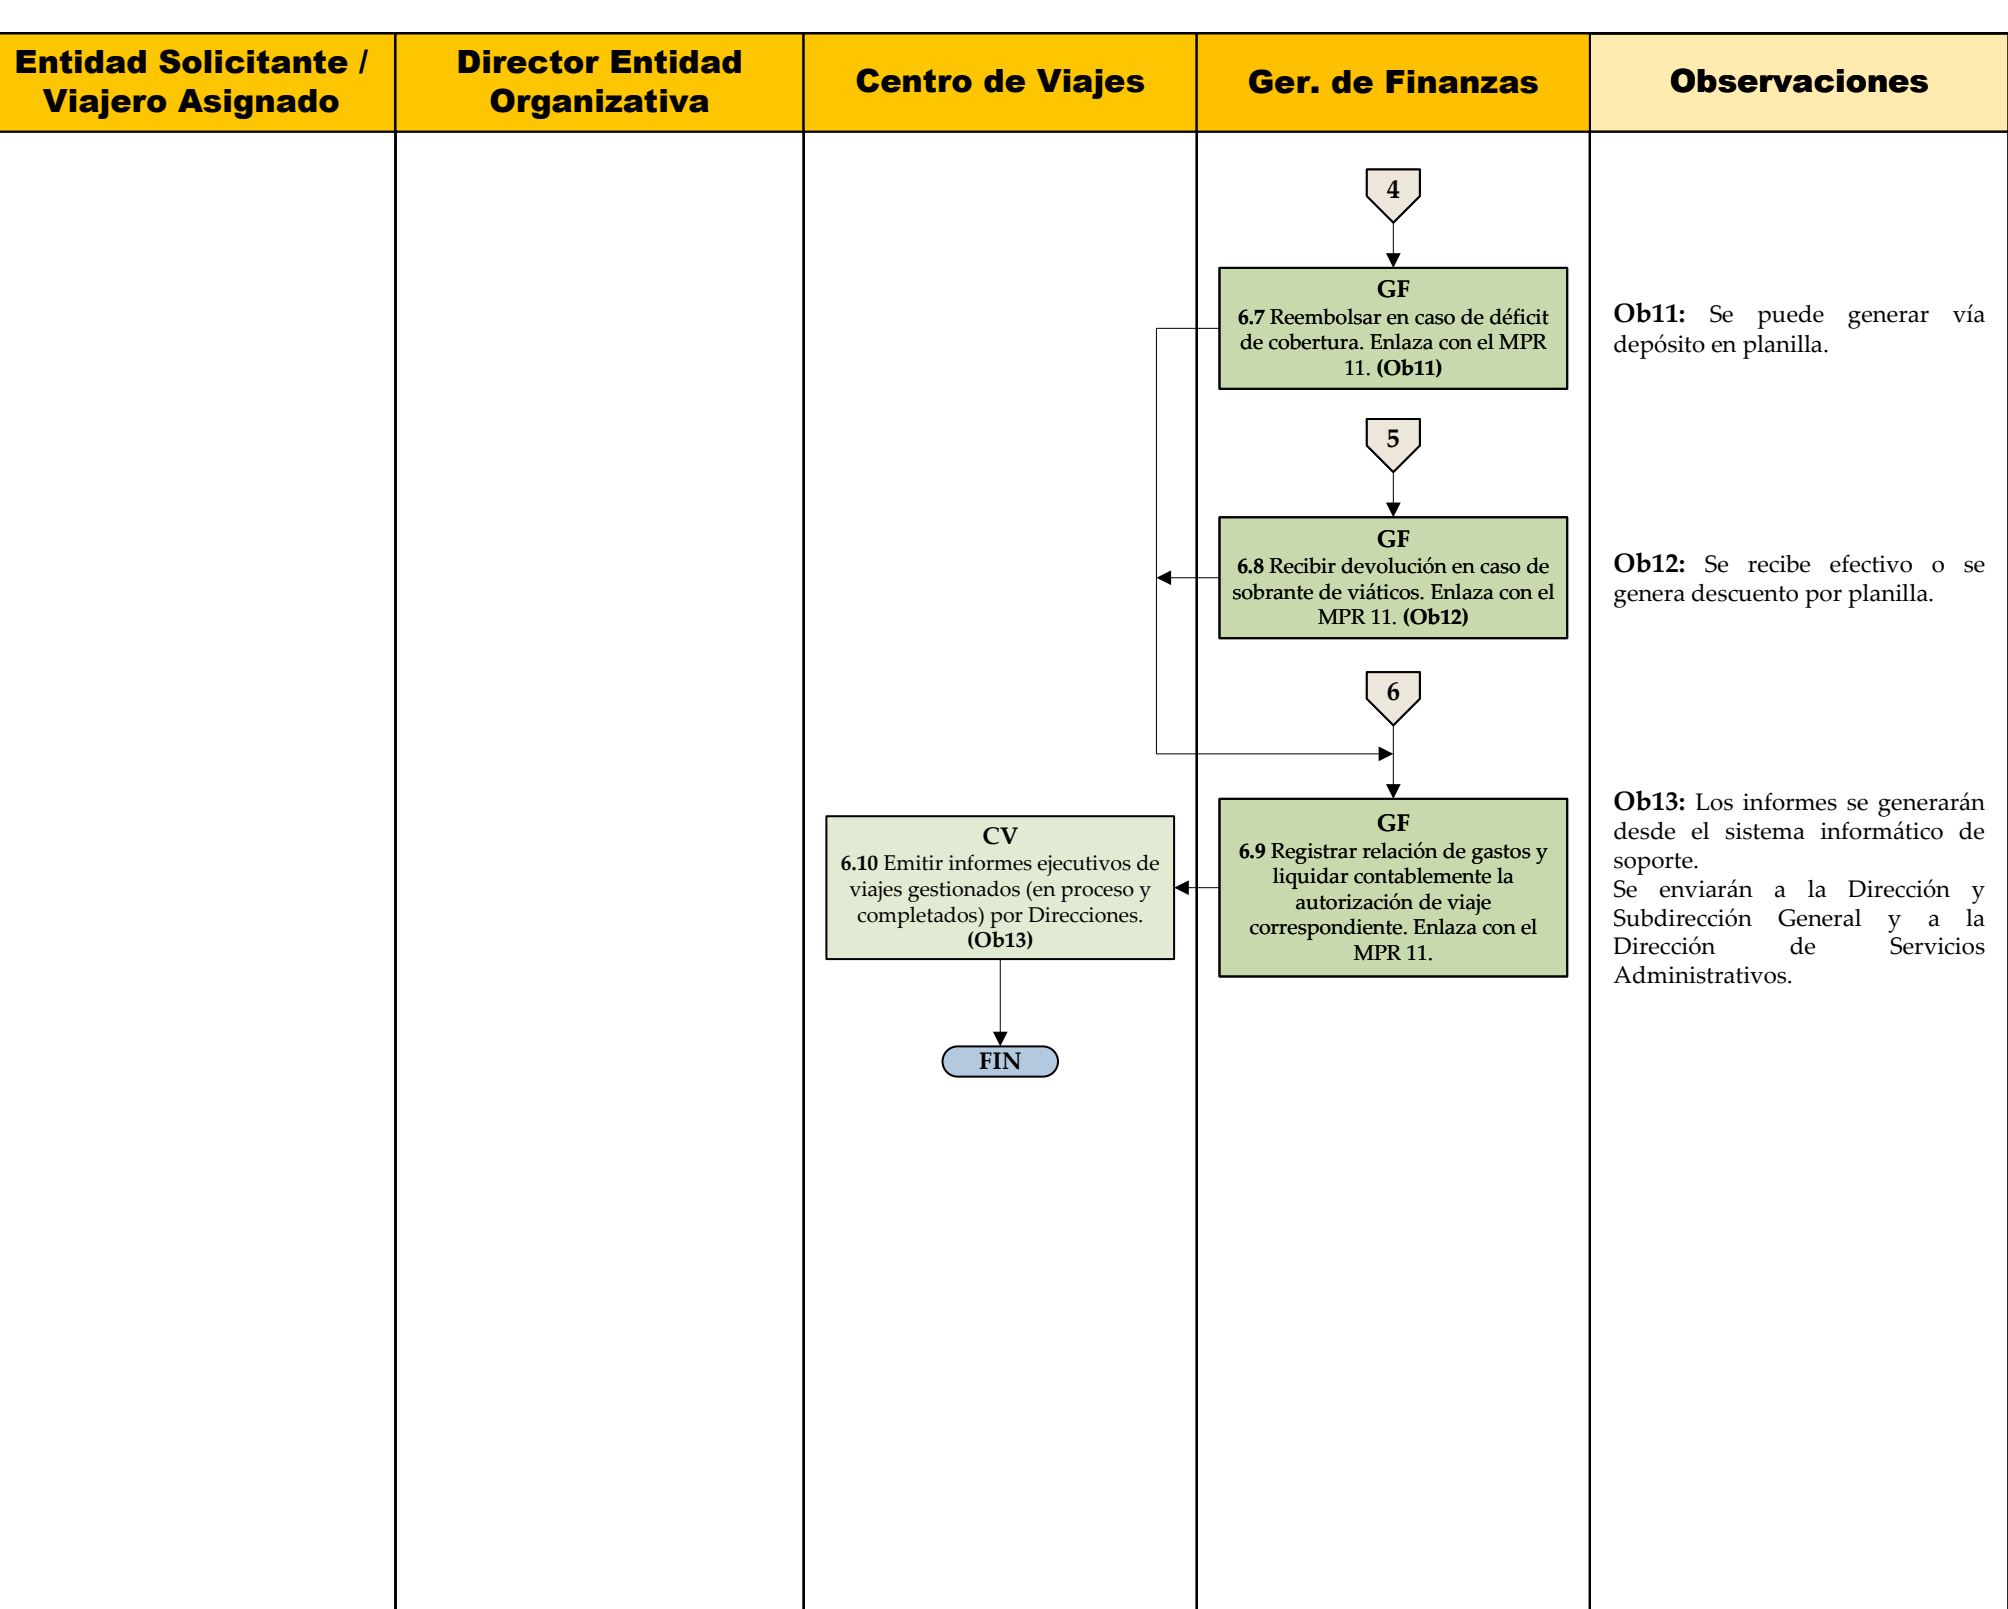 Entidad Solicitante /
Viajero Asignado
Director Entidad
Organizativa
Centro de Viajes
Ger. de Finanzas
Observaciones
4
GF
6.7 Reembolsar en caso de déficit
de cobertura. Enlaza con el MPR
11. (Ob11)
Ob11: Se puede generar vía
depósito en planilla.
5
GF
6.8 Recibir devolución en caso de
sobrante de viáticos. Enlaza con el
MPR 11. (Ob12)
Ob12: Se recibe efectivo o se
genera descuento por planilla.
6
GF
6.9 Registrar relación de gastos y
liquidar contablemente la
autorización de viaje
correspondiente. Enlaza con el
MPR 11.
Ob13: Los informes se generarán
desde el sistema informático de
soporte.
Se enviarán a la Dirección y
Subdirección General y a la
Dirección de Servicios
Administrativos.
CV
6.10 Emitir informes ejecutivos de
viajes gestionados (en proceso y
completados) por Direcciones.
(Ob13)
FIN